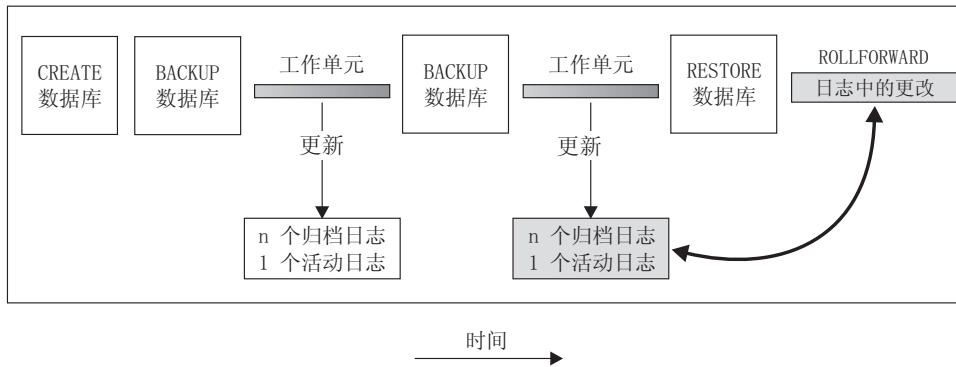 CREATE
数据库
BACKUP
数据库
工作单元
更新
n 个归档日志
1 个活动日志
BACKUP
数据库
工作单元
更新
n 个归档日志
1 个活动日志
RESTORE
数据库
ROLLFORWARD
日志中的更改
时间